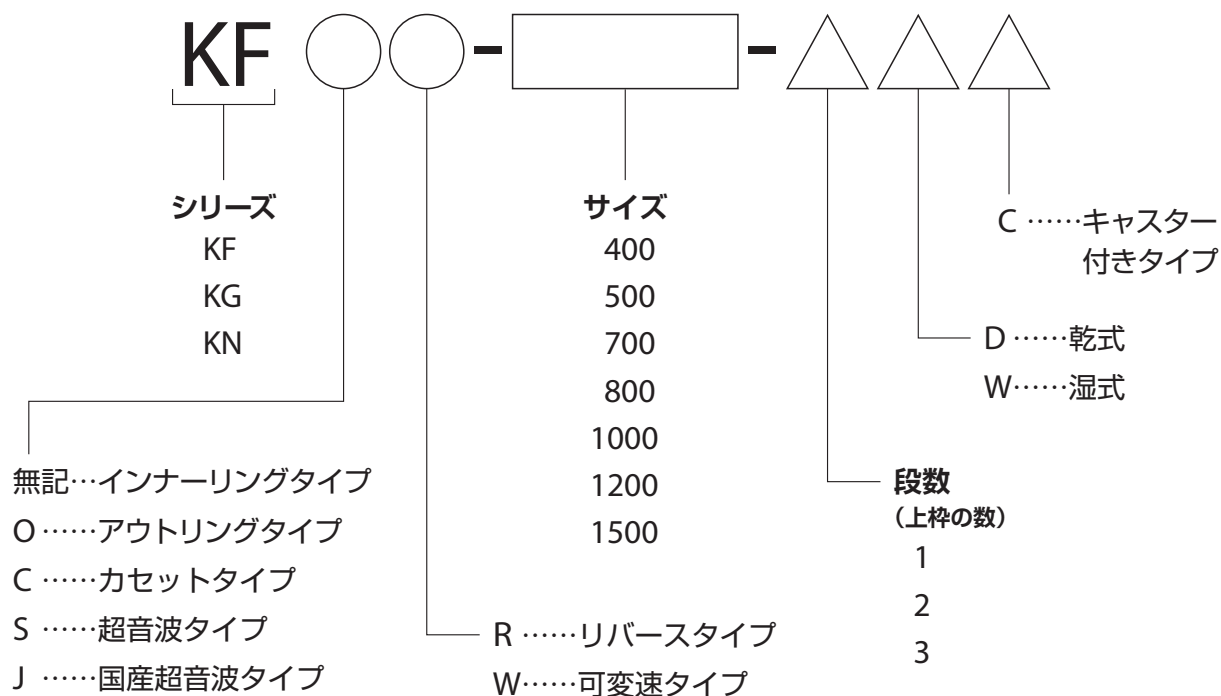 KF
シリーズ
KF
KG
KN
無記…インナーリングタイプ
O……アウトリングタイプ
C……カセットタイプ
S……超音波タイプ
J……国産超音波タイプ
R……リバースタイプ
W……可変速タイプ
サイズ
400
500
700
800
1000
1200
1500
段数
(上枠の数)
1
2
3
D……乾式
W……湿式
C……キャスター
付きタイプ